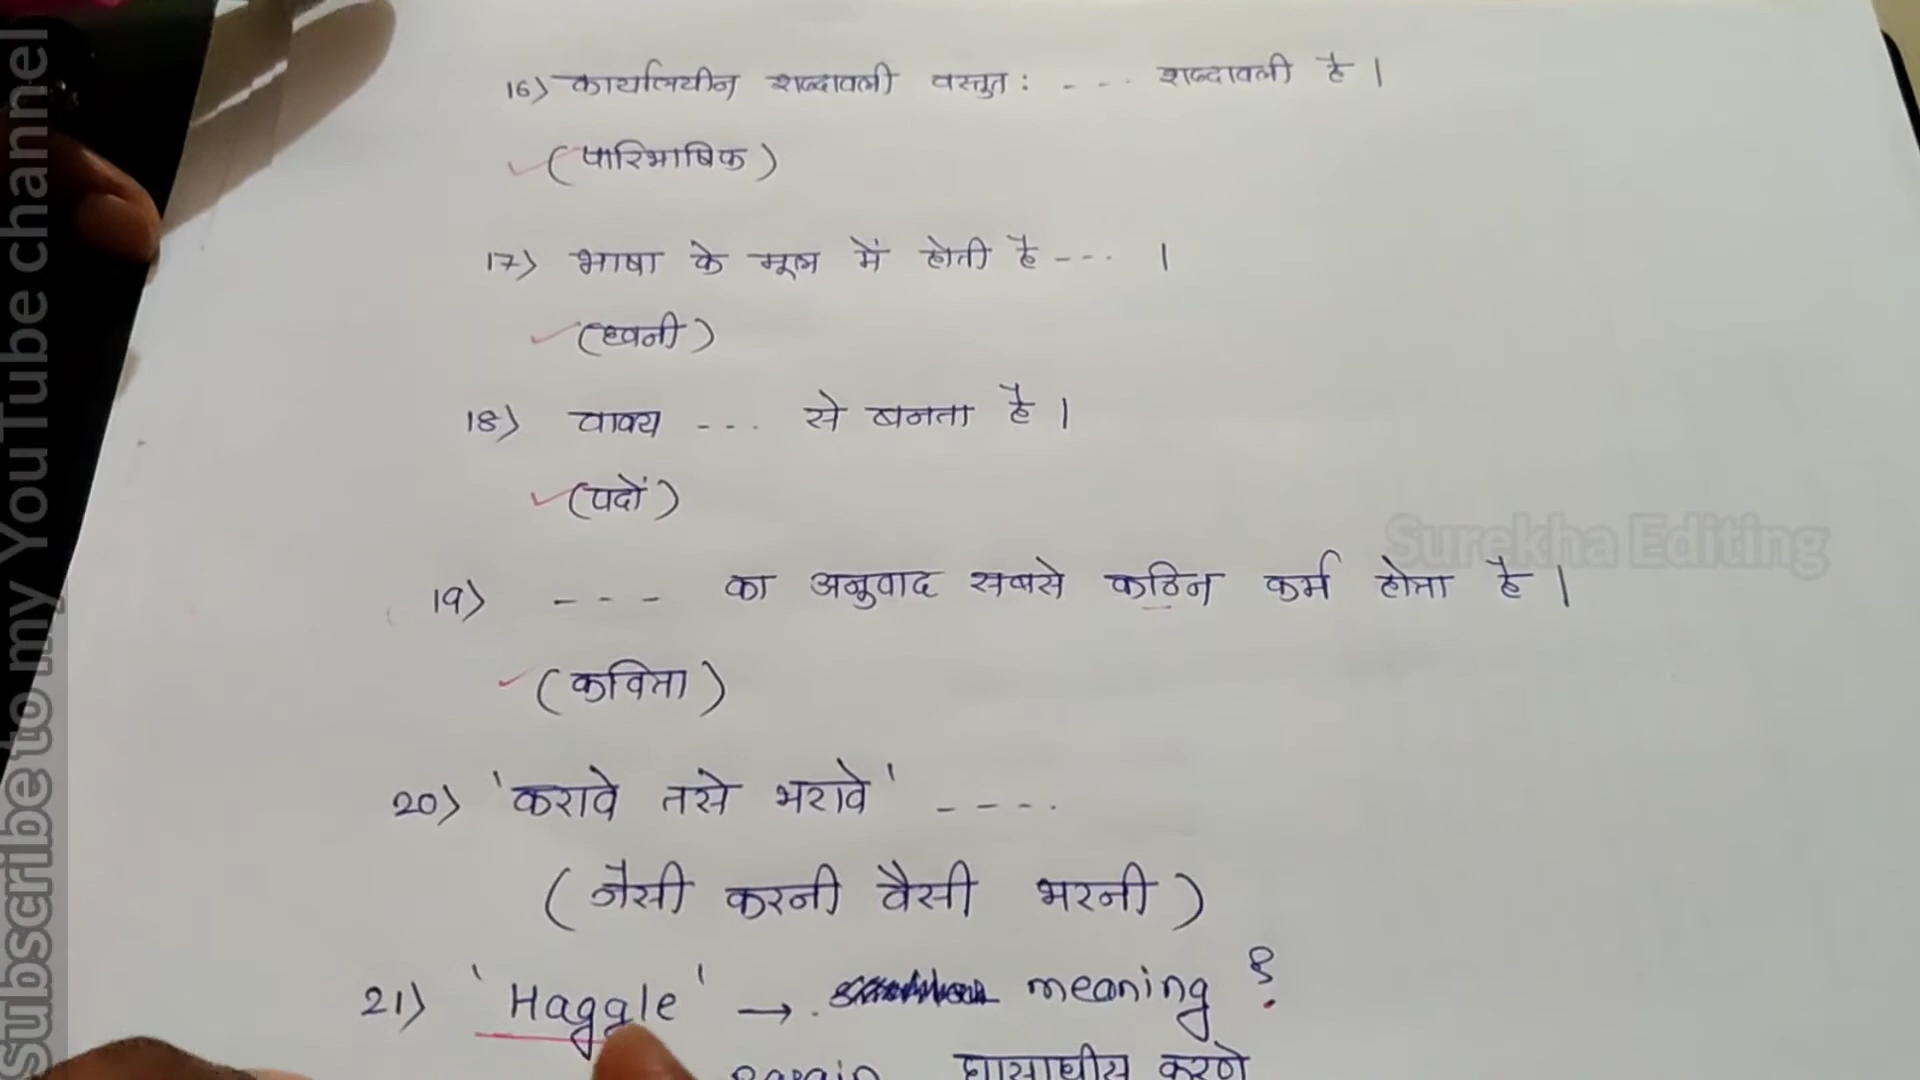 16) कार्यालयीन शब्दावली वस्तुत: - - - शब्दावली है |
(पारिभाषिक)
17) भाषा के मूल में होती है - - - |
(ध्वनी)
18) वाक्य - - - से बनता है |
(पदों)
19) - - - का अनुवाद सबसे कठिन कर्म होता है |
(कविता)
20) 'करावे तसे भरावे' - - - -
(जैसी करनी वैसी भरनी)
21) 'Haggle' → meaning ?
घासाघीस करणे
Subscribe to my YouTube channel
Surekha Editing